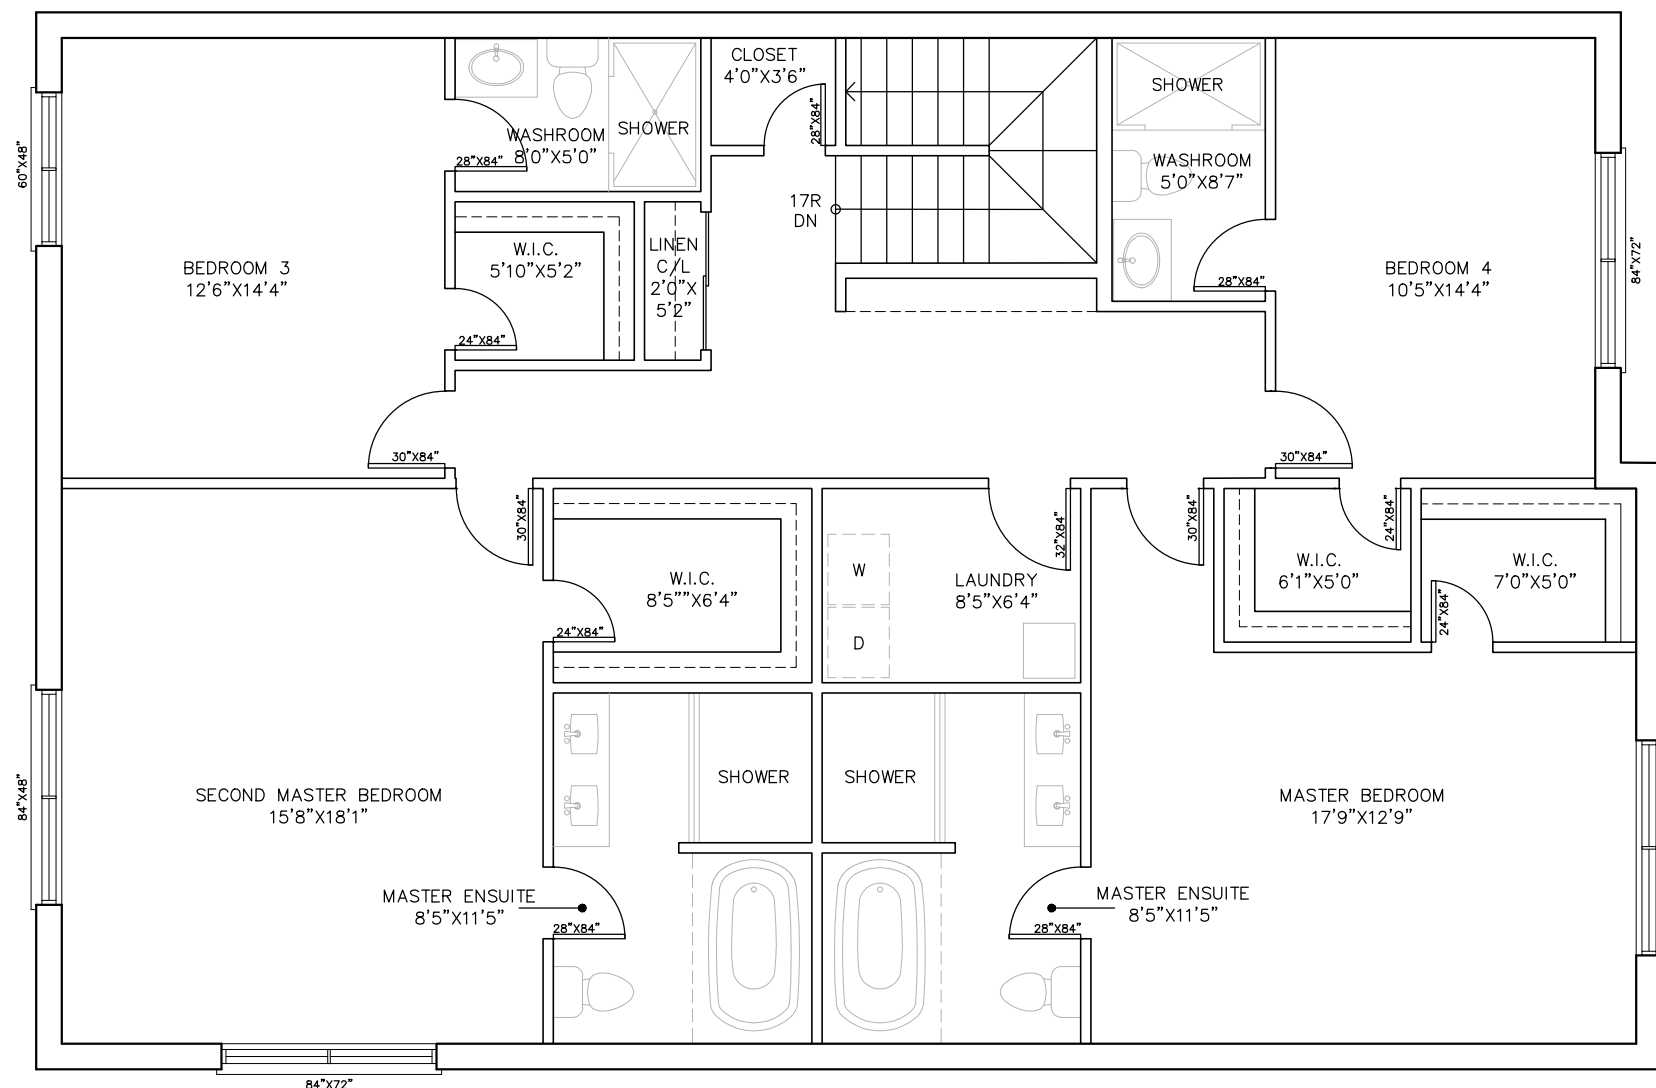 CLOSET
4'0"X3'6"
28"X84"
SHOWER
WASHROOM
8'0"X5'0"
28"X84"
SHOWER
WASHROOM
5'0"X8'7"
28"X84"
60"X48"
17R
DN
LINEN
C/L
2'0"X
5'2"
W.I.C.
5'10"X5'2"
24"X84"
BEDROOM 3
12'6"X14'4"
30"X84"
BEDROOM 4
10'5"X14'4"
84"X72"
30"X84"
30"X84"
32"X84"
30"X84"
24"X84"
W.I.C.
8'5""X6'4"
24"X84"
W
D
LAUNDRY
8'5"X6'4"
W.I.C.
6'1"X5'0"
W.I.C.
7'0"X5'0"
24"X84"
84"X48"
SECOND MASTER BEDROOM
15'8"X18'1"
SHOWER
SHOWER
MASTER BEDROOM
17'9"X12'9"
MASTER ENSUITE
8'5"X11'5"
28"X84"
MASTER ENSUITE
8'5"X11'5"
28"X84"
84"X72"